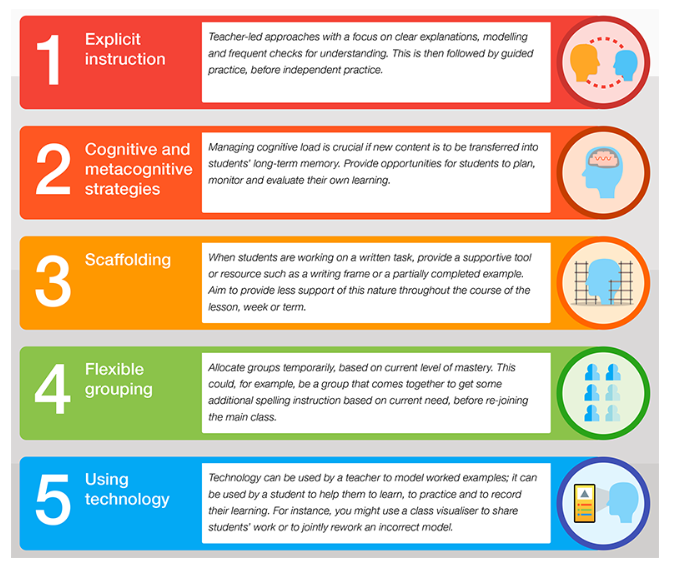 1
Explicit
instruction
Teacher-led approaches with a focus on clear explanations, modelling
and frequent checks for understanding. This is then followed by guided
practice, before independent practice.
2
Cognitive and
metacognitive
strategies
Managing cognitive load is crucial if new content is to be transferred into
students' long-term memory. Provide opportunities for students to plan,
monitor and evaluate their own learning.
3
Scaffolding
When students are working on a written task, provide a supportive tool
or resource such as a writing frame or a partially completed example.
Aim to provide less support of this nature throughout the course of the
lesson, week or term.
4
Flexible
grouping
Allocate groups temporarily, based on current level of mastery. This
could, for example, be a group that comes together to get some
additional spelling instruction based on current need, before re-joining
the main class.
5
Using
technology
Technology can be used by a teacher to model worked examples; it can
be used by a student to help them to learn, to practice and to record
their learning. For instance, you might use a class visualiser to share
students' work or to jointly rework an incorrect model.